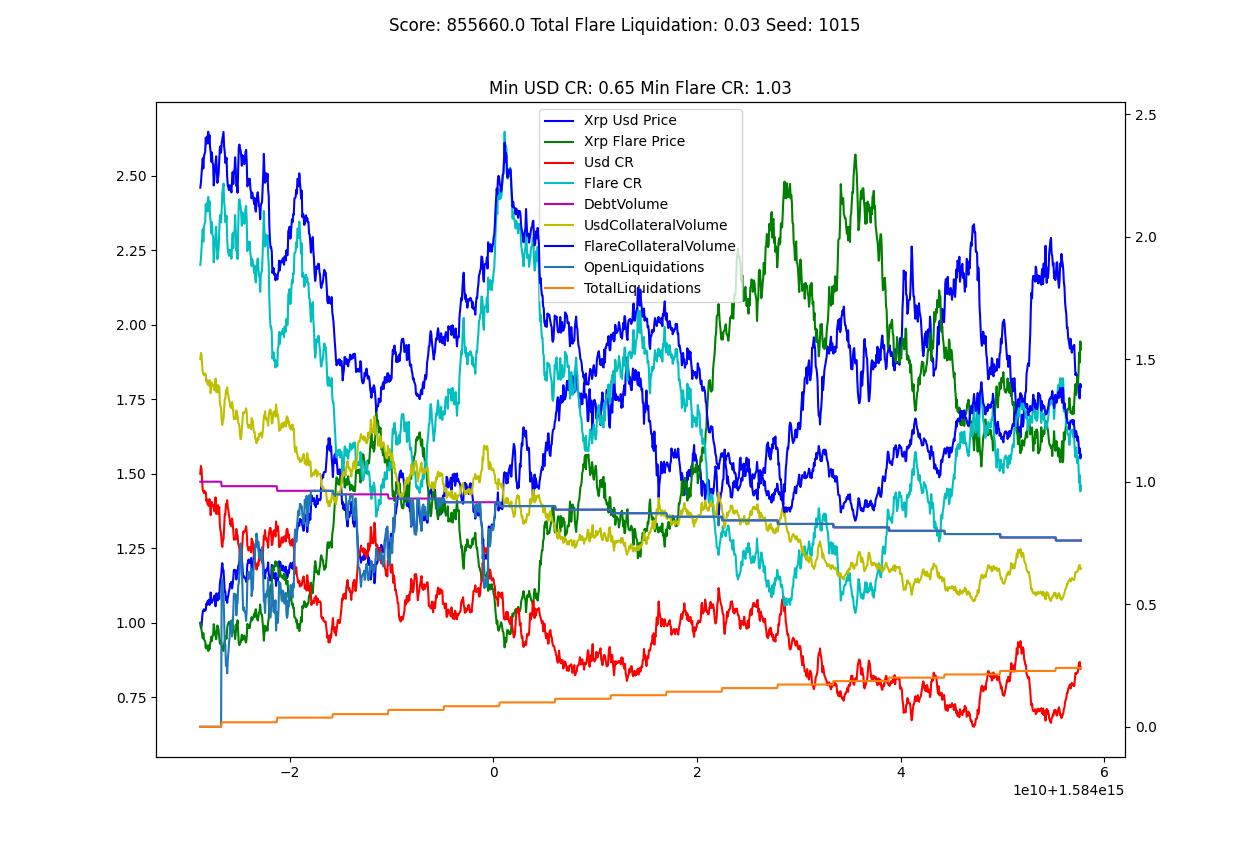 Score: 855660.0 Total Flare Liquidation: 0.03 Seed: 1015
Min USD CR: 0.65 Min Flare CR: 1.03
Xrp Usd Price
Xrp Flare Price
Usd CR
Flare CR
DebtVolume
UsdCollateralVolume
FlareCollateralVolume
OpenLiquidations
TotalLiquidations
2.50
2.25
2.00
1.75
1.50
1.25
1.00
0.75
2.5
2.0
1.5
1.0
0.5
0.0
−2
0
2
4
6
1e10+1.584e15